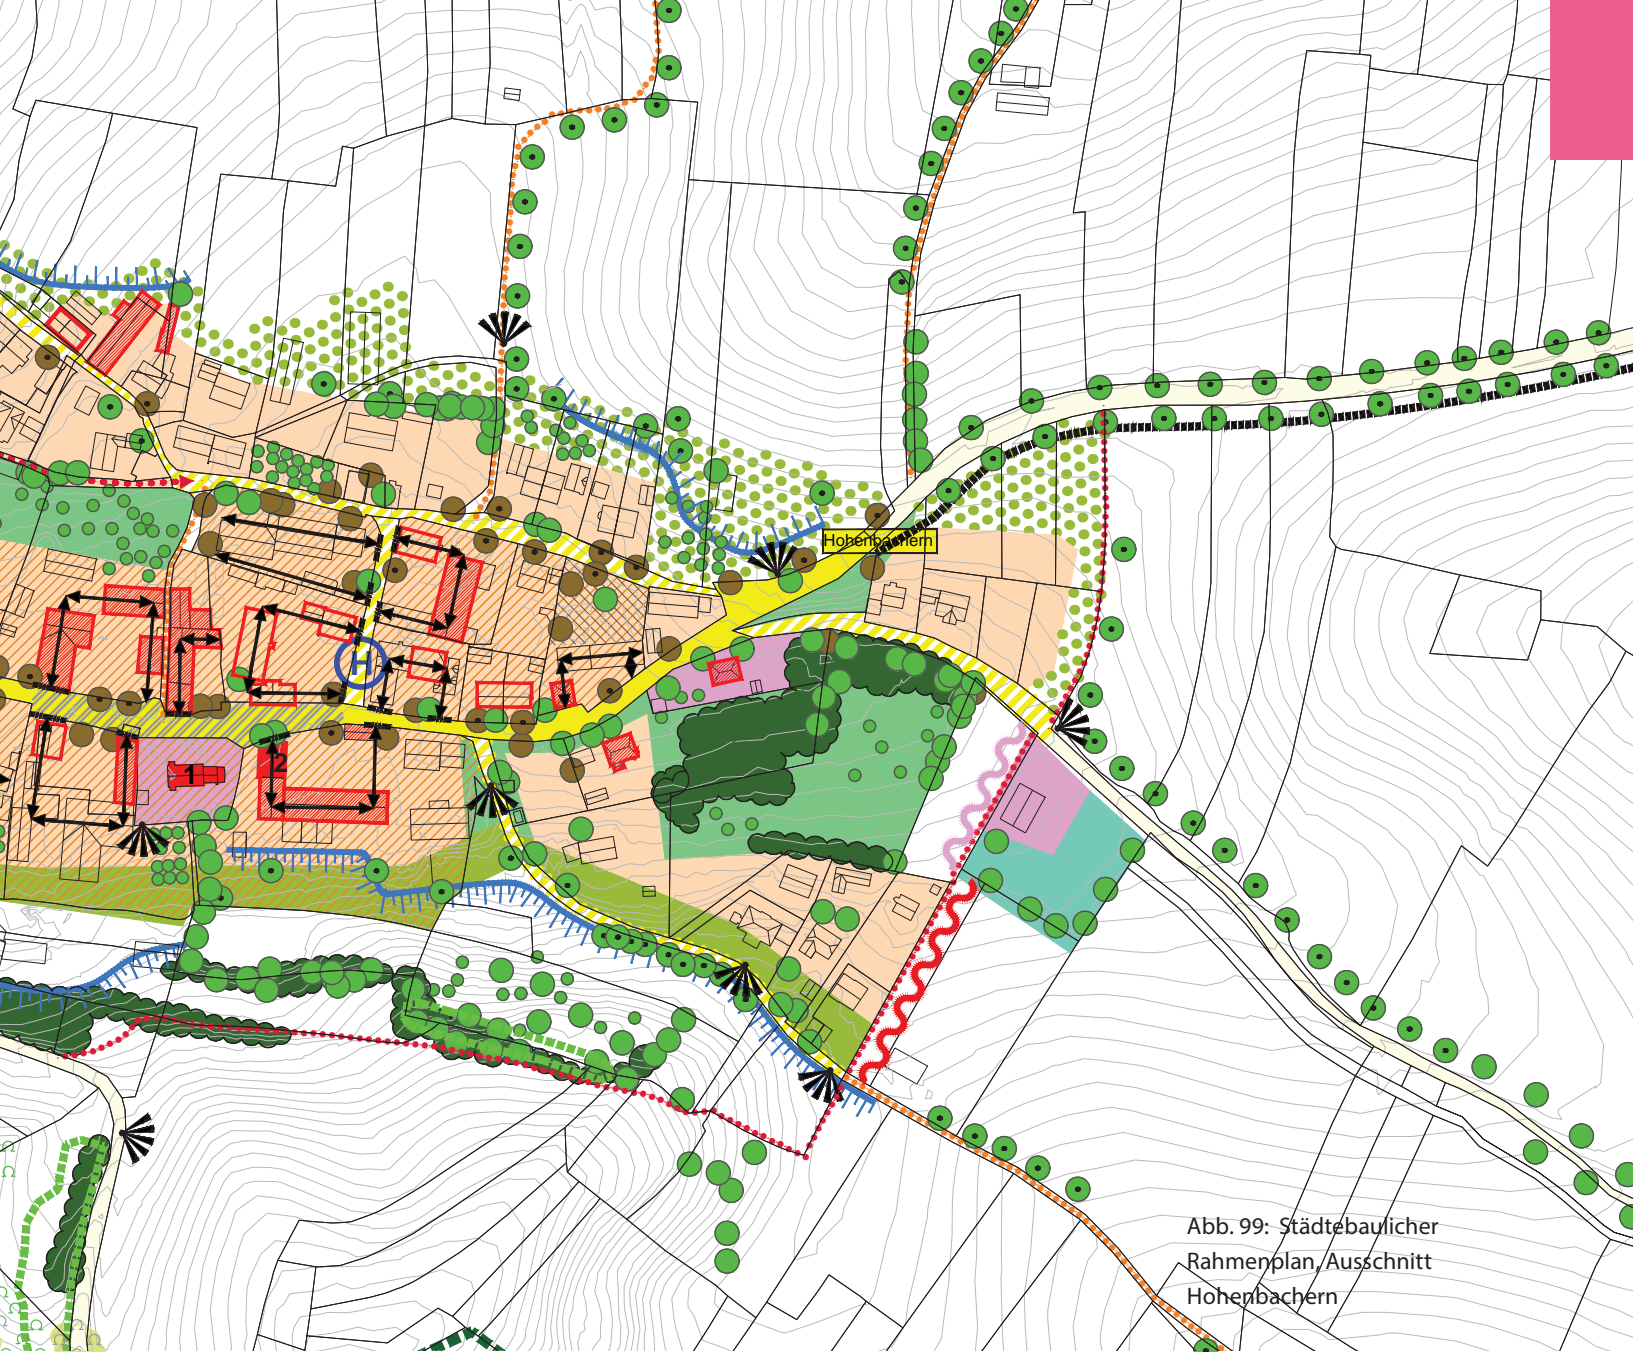 Hohenbachern
H
1
2
Abb. 99: Städtebaulicher
Rahmenplan, Ausschnitt
Hohenbachern